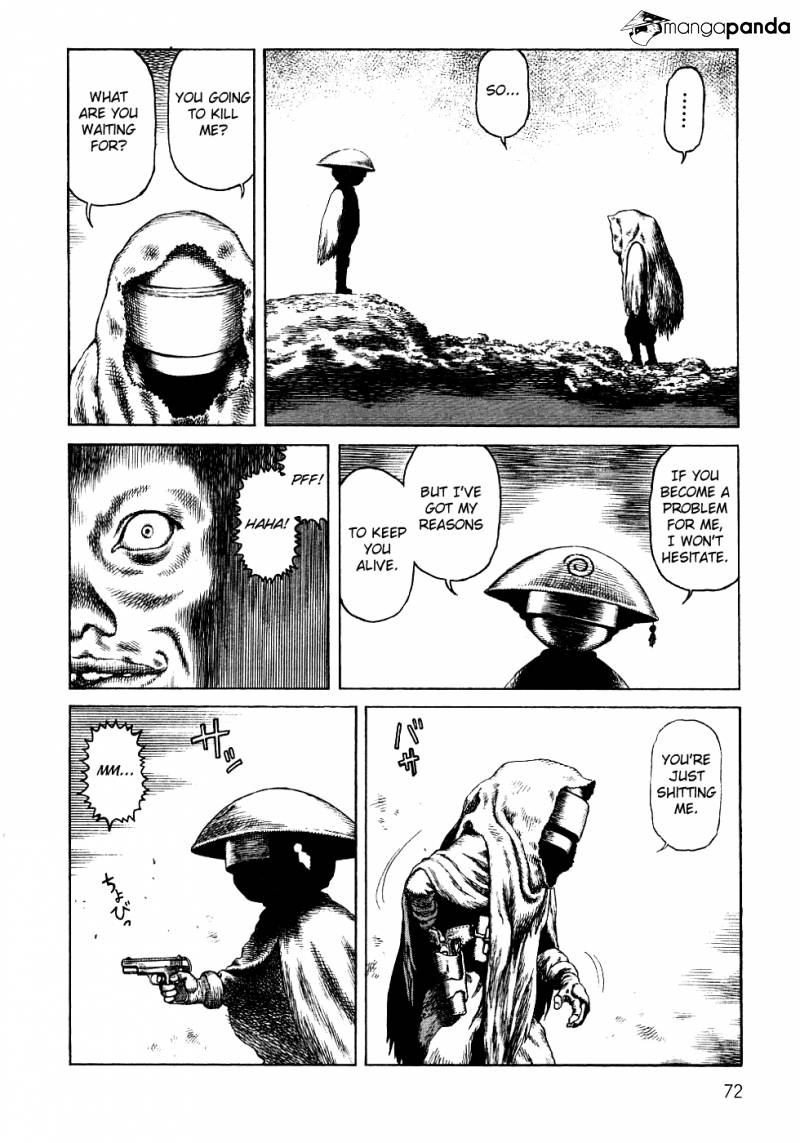 mangapanda
......
SO...
YOU GOING
TO KILL
ME?
WHAT
ARE YOU
WAITING
FOR?
IF YOU
BECOME A
PROBLEM
FOR ME,
I WON'T
HESITATE.
BUT I'VE
GOT MY
REASONS
TO KEEP
YOU
ALIVE.
PFF!
HAHA!
YOU'RE
JUST
SHITTING
ME.
バサ
ザッ
MM...
ちょびっ
72